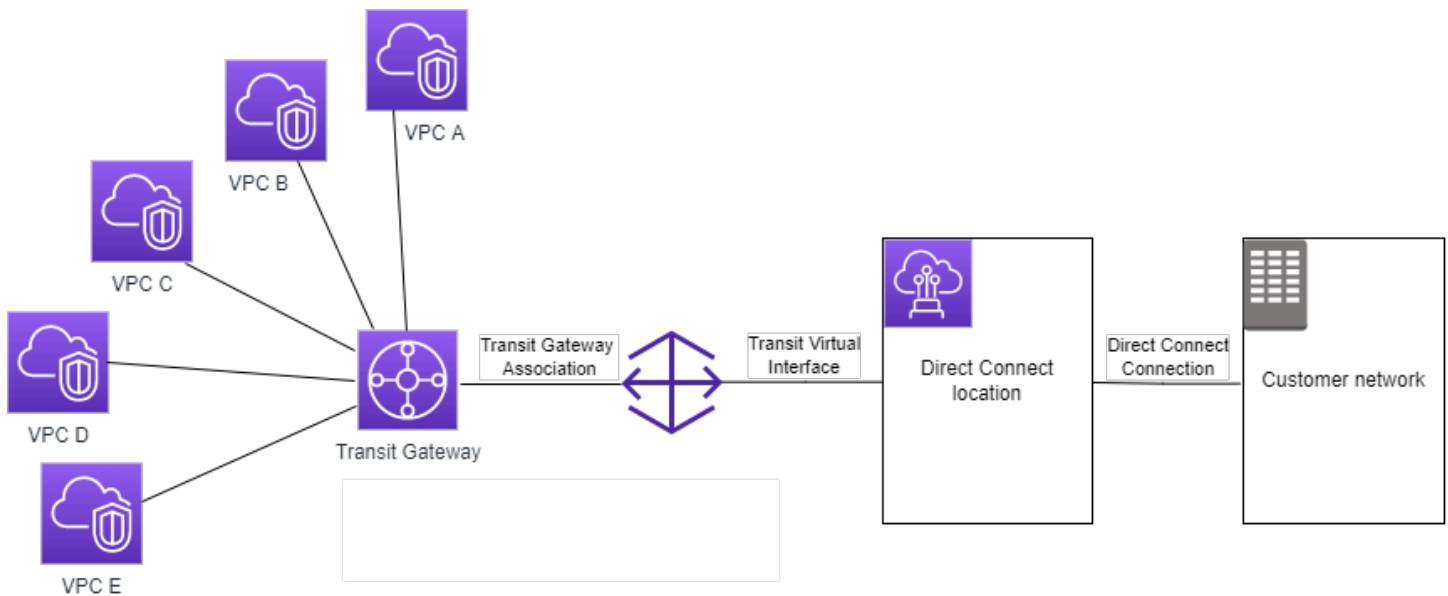 VPC A
VPC B
VPC C
VPC D
VPC E
Transit Gateway
Transit Gateway
Association
Transit Virtual
Interface
Direct Connect
location
Direct Connect
Connection
Customer network